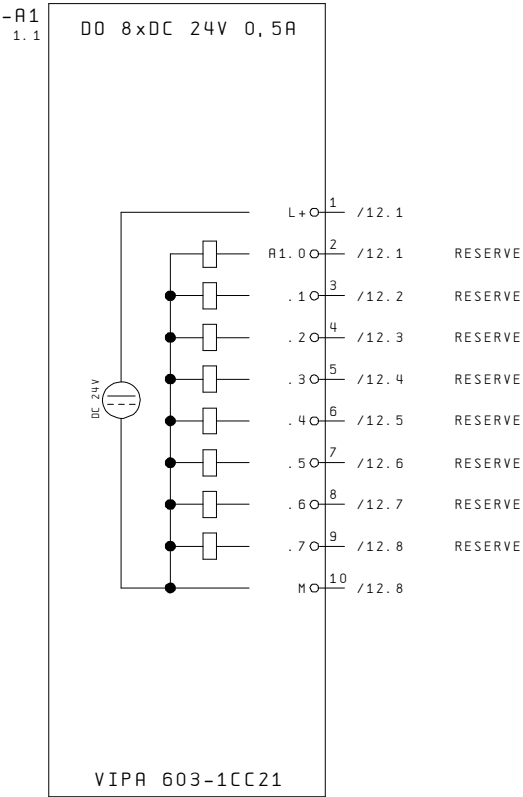 -A1
1.1
DO 8xDC 24V 0,5A
L+ 1 /12.1
A1.0 2 /12.1 RESERVE
.1 3 /12.2 RESERVE
.2 4 /12.3 RESERVE
.3 5 /12.4 RESERVE
DC 24V
.4 6 /12.5 RESERVE
.5 7 /12.6 RESERVE
.6 8 /12.7 RESERVE
.7 9 /12.8 RESERVE
M 10 /12.8
VIPA 603-1CC21